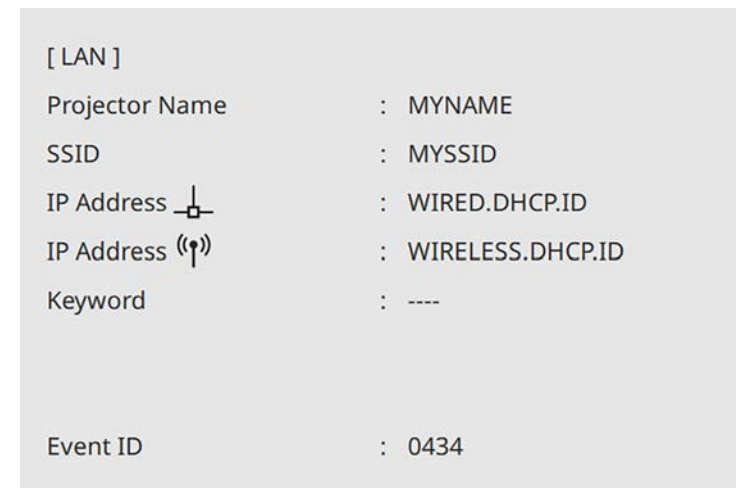 [ LAN ]
Projector Name : MYNAME
SSID : MYSSID
IP Address : WIRED.DHCP.ID
IP Address : WIRELESS.DHCP.ID
Keyword : ----
Event ID : 0434